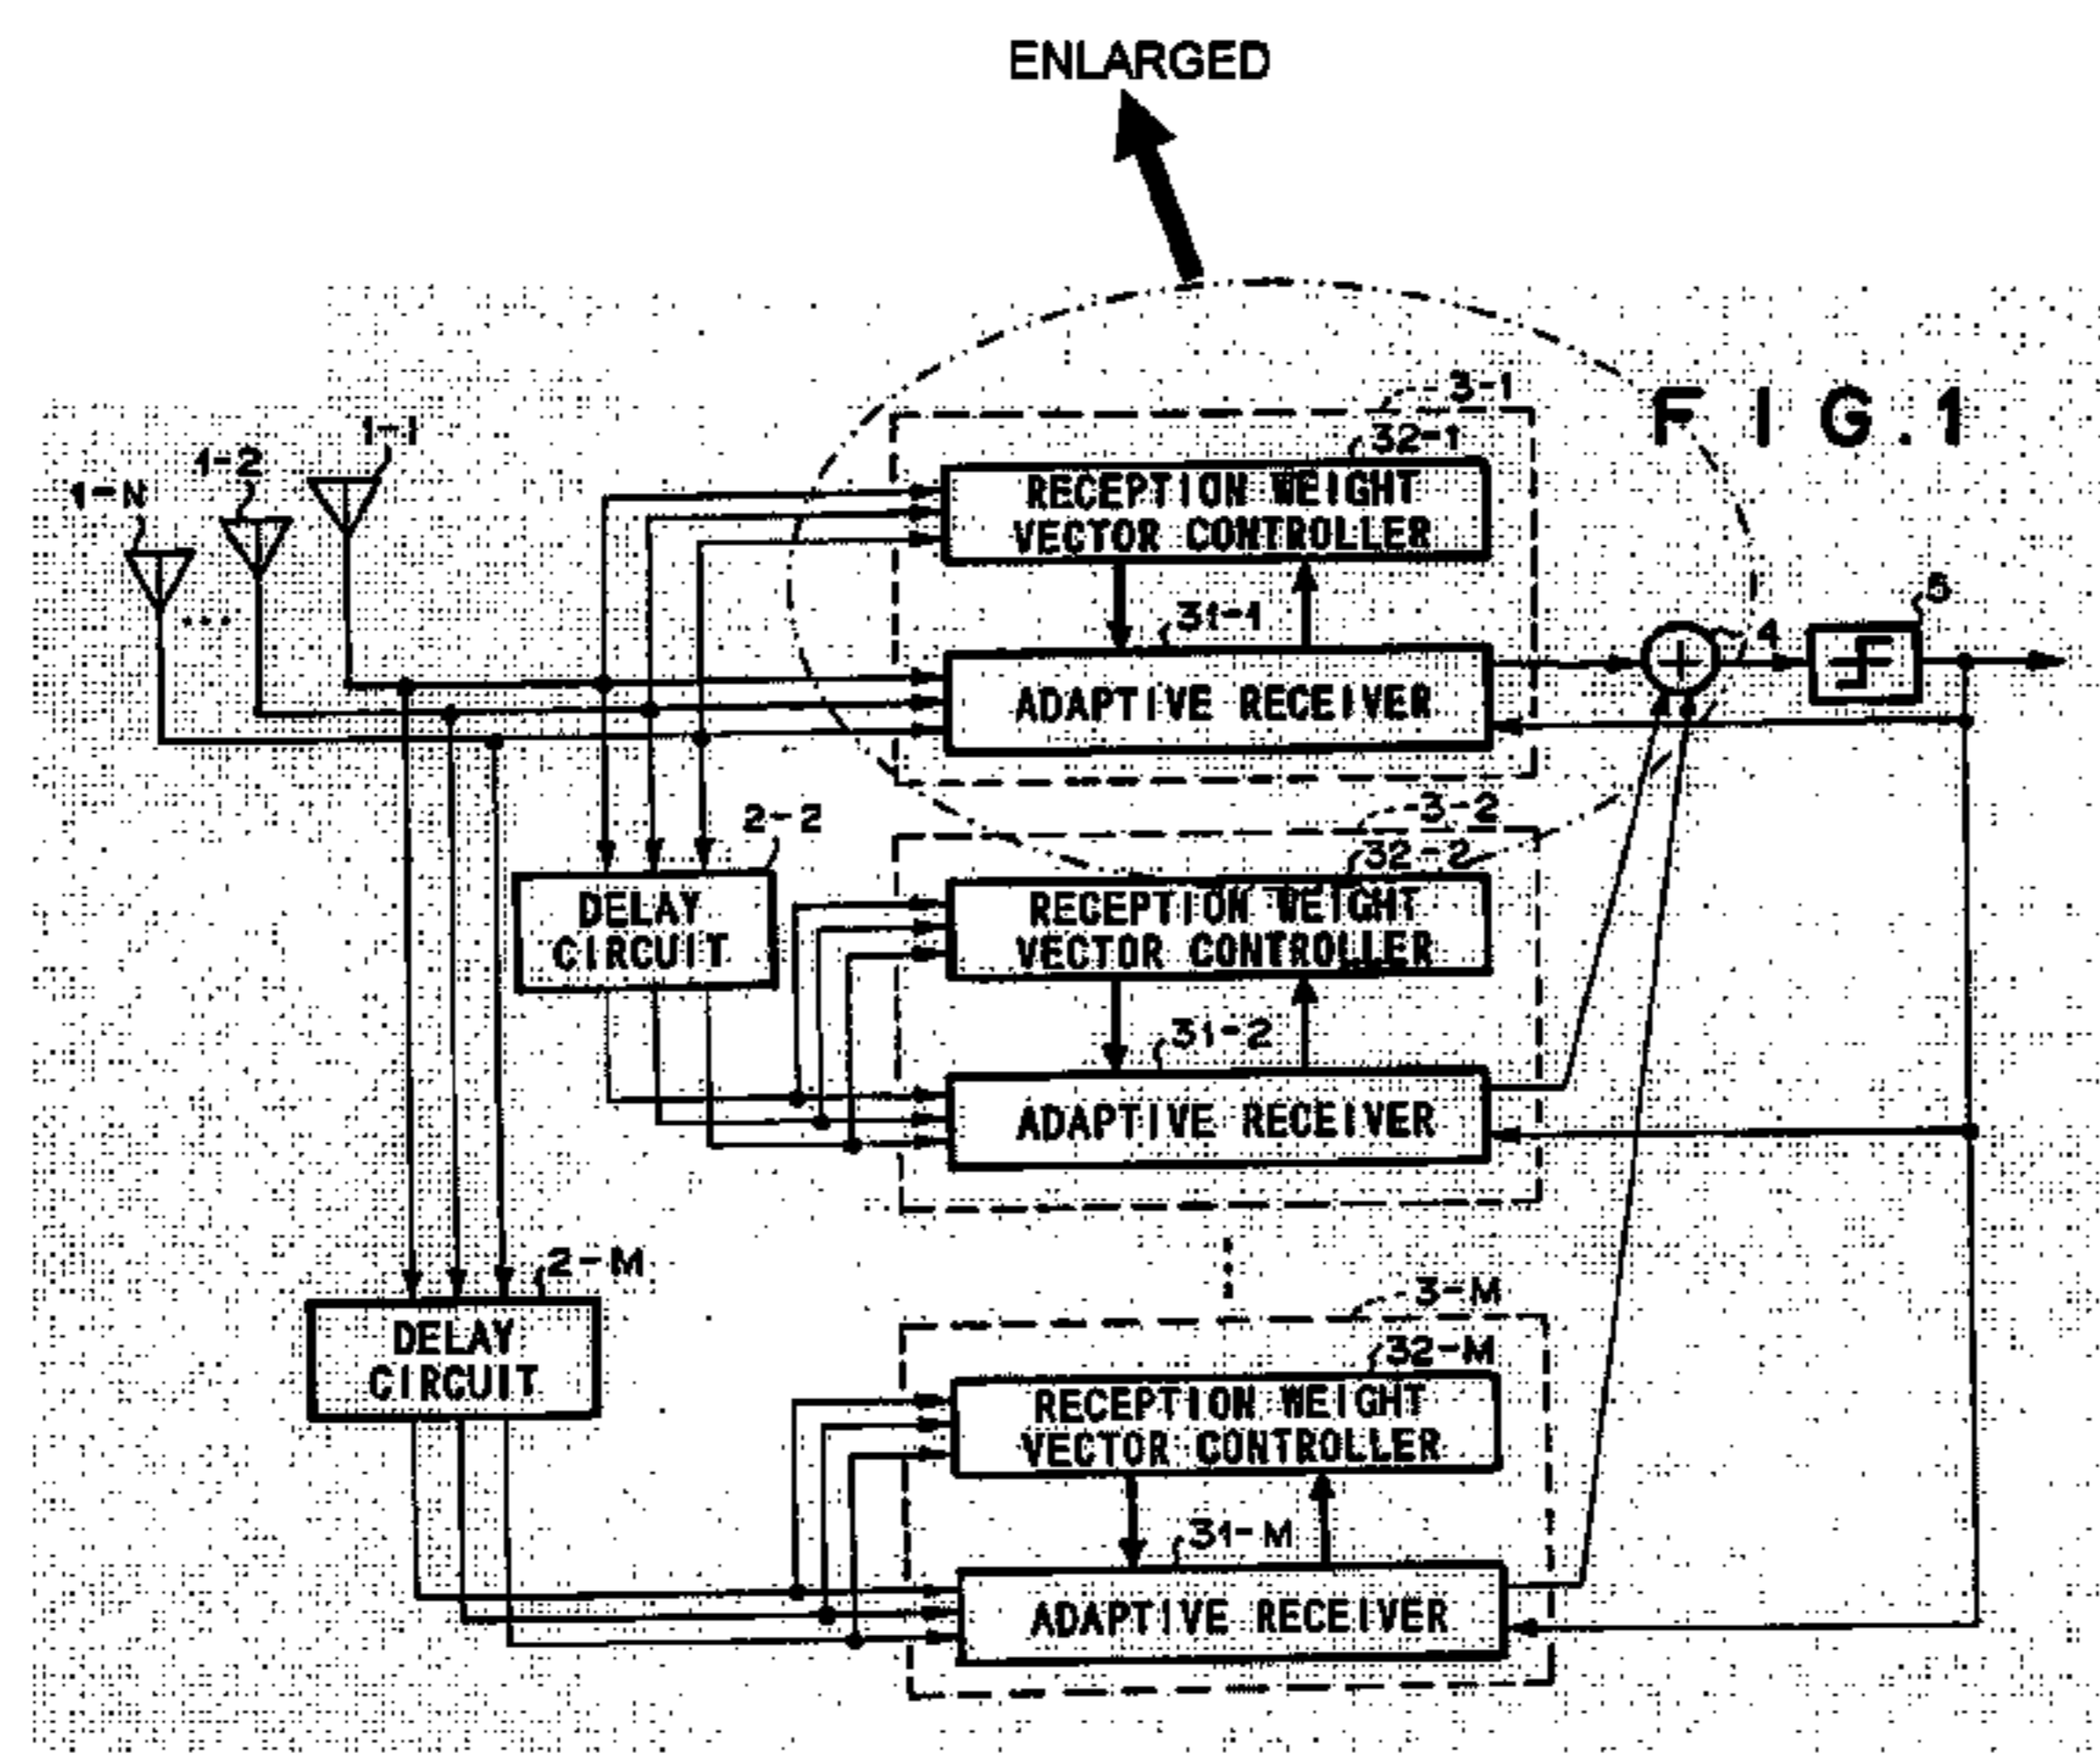 ENLARGED
FIG.1
3-1
32-1
1-1
1-2
1-N
...
RECEPTION WEIGHT
VECTOR CONTROLLER
31-1
4
5
ADAPTIVE RECEIVER
2-2
3-2
32-2
DELAY
CIRCUIT
RECEPTION WEIGHT
VECTOR CONTROLLER
31-2
ADAPTIVE RECEIVER
2-M
3-M
32-M
DELAY
CIRCUIT
RECEPTION WEIGHT
VECTOR CONTROLLER
31-M
ADAPTIVE RECEIVER